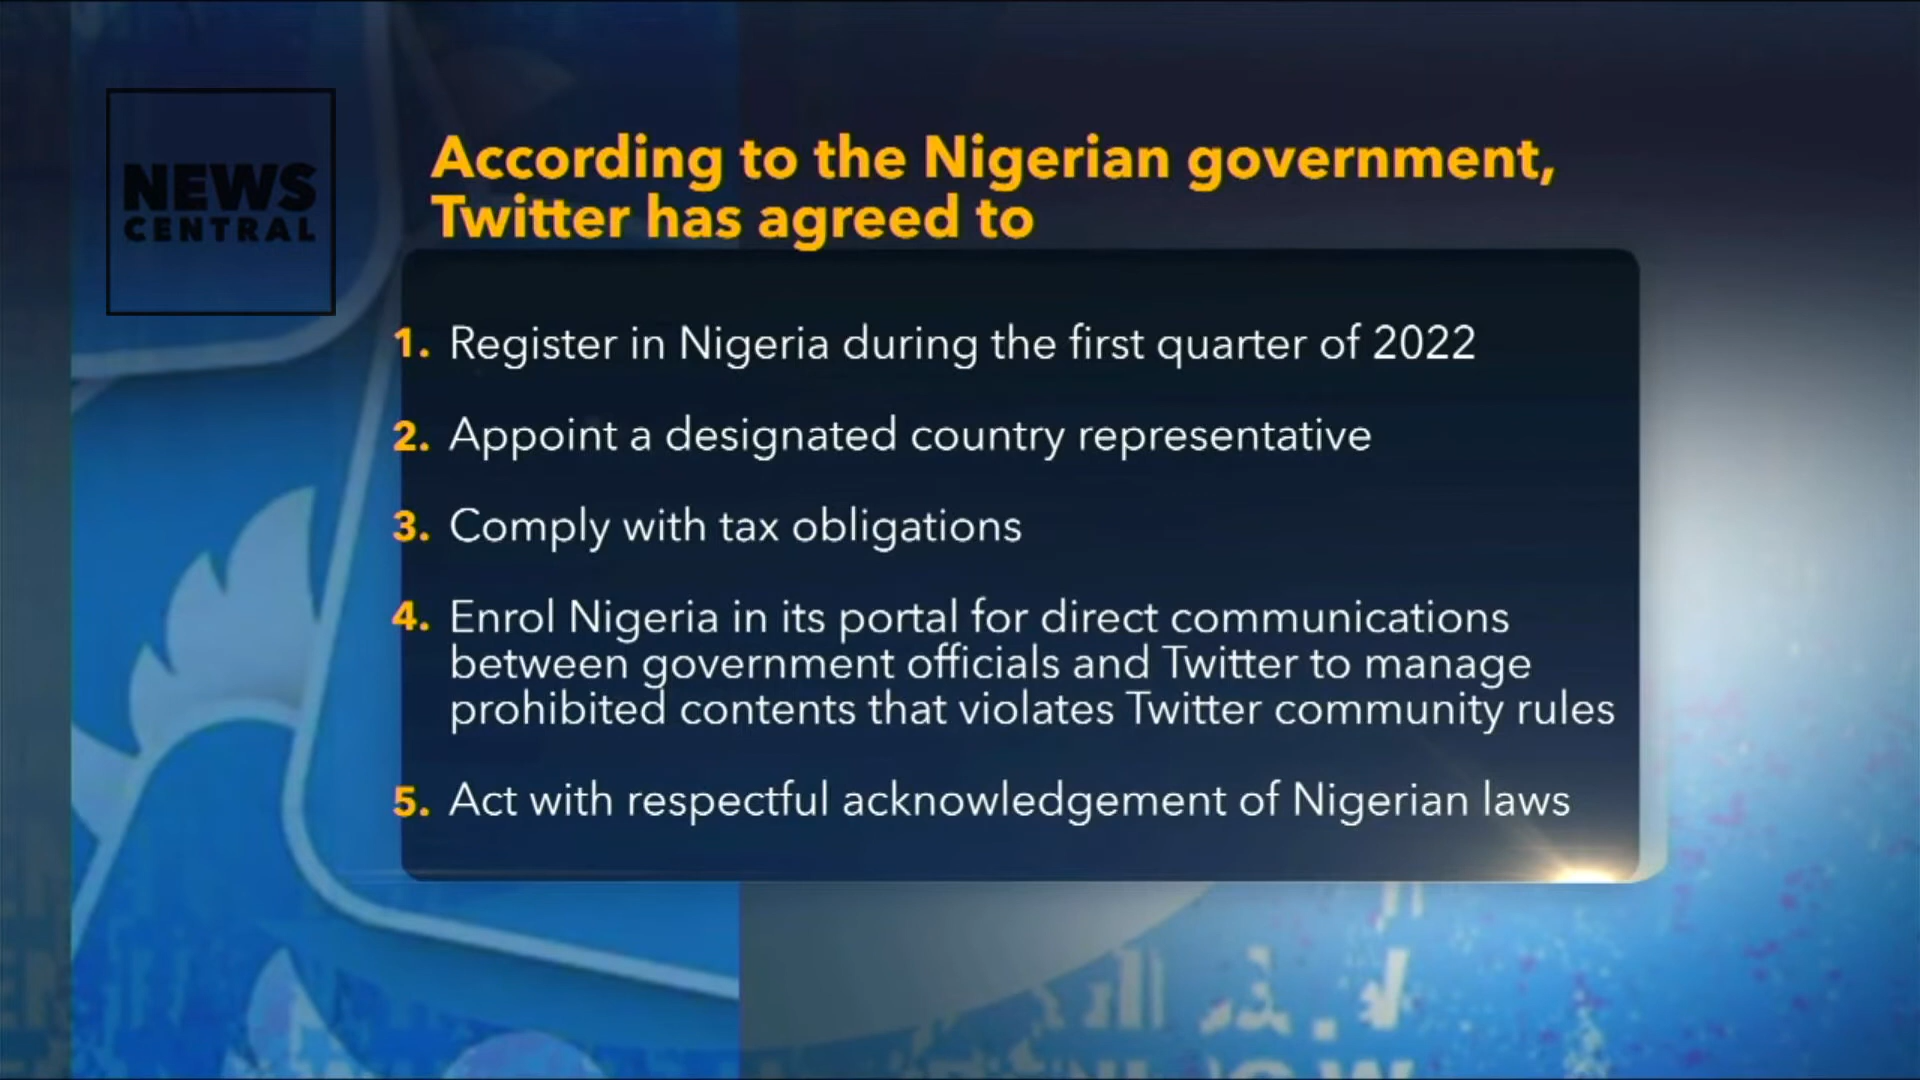 NEWS
CENTRAL
According to the Nigerian government,
Twitter has agreed to
1. Register in Nigeria during the first quarter of 2022
2. Appoint a designated country representative
3. Comply with tax obligations
4. Enrol Nigeria in its portal for direct communications
between government officials and Twitter to manage
prohibited contents that violates Twitter community rules
5. Act with respectful acknowledgement of Nigerian laws